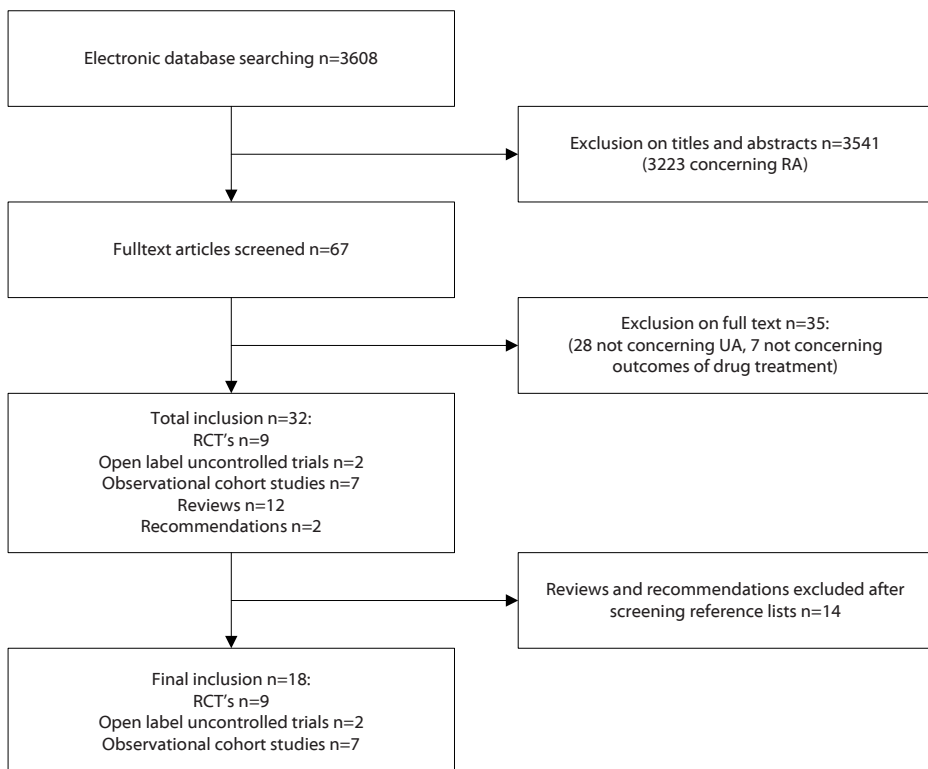 Electronic database searching n=3608
Exclusion on titles and abstracts n=3541
(3223 concerning RA)
Fulltext articles screened n=67
Exclusion on full text n=35:
(28 not concerning UA, 7 not concerning
outcomes of drug treatment)
Total inclusion n=32:
RCT's n=9
Open label uncontrolled trials n=2
Observational cohort studies n=7
Reviews n=12
Recommendations n=2
Reviews and recommendations excluded after
screening reference lists n=14
Final inclusion n=18:
RCT's n=9
Open label uncontrolled trials n=2
Observational cohort studies n=7